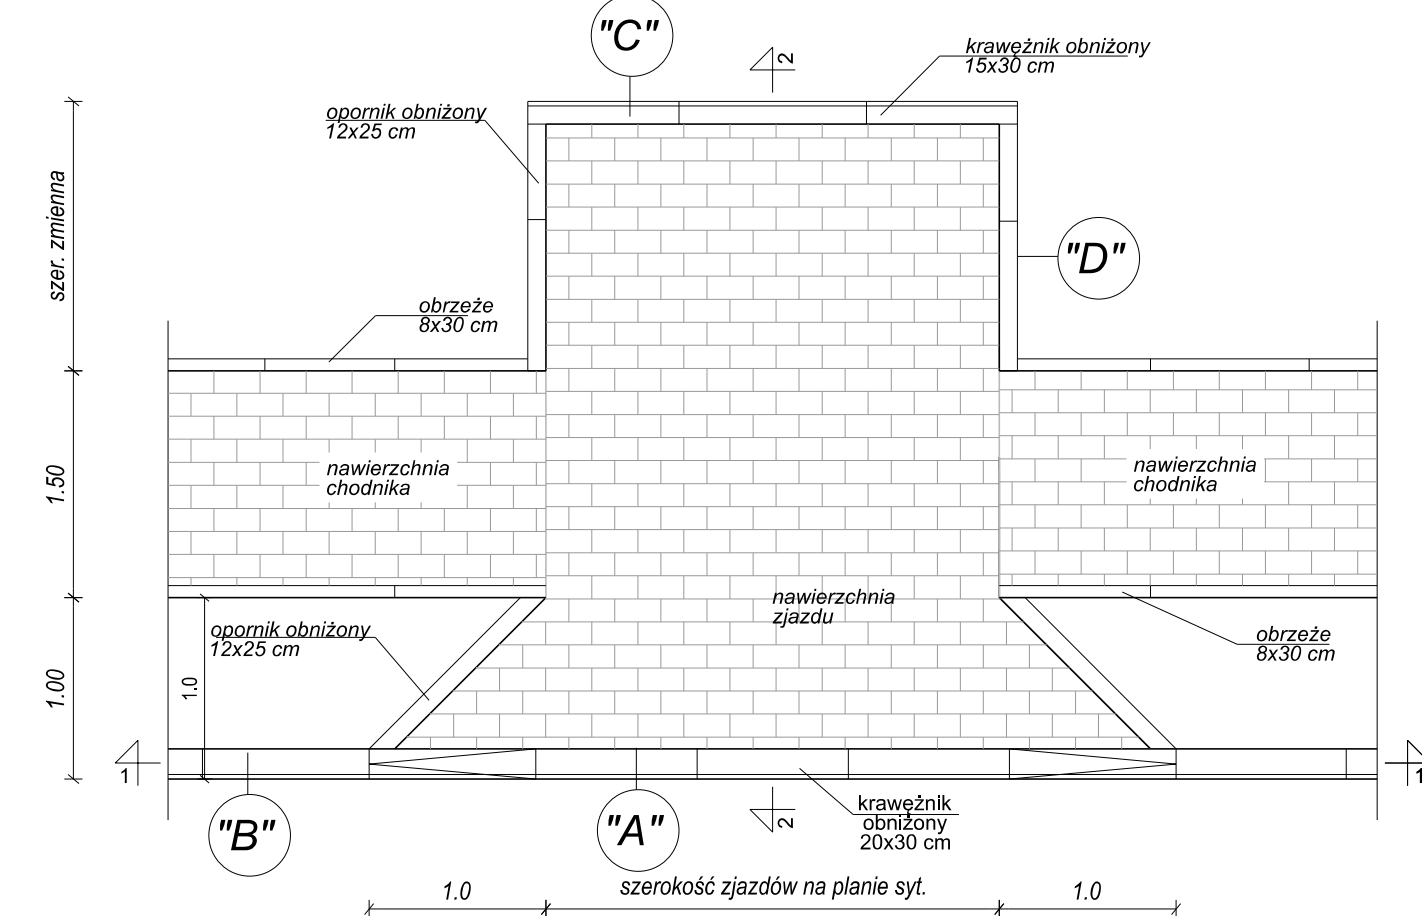 "C"
2
krawężnik obniżony
15x30 cm
opornik obniżony
12x25 cm
szer. zmienna
"D"
obrzeże
8x30 cm
1.50
nawierzchnia
chodnika
nawierzchnia
chodnika
nawierzchnia
zjazdu
opornik obniżony
12x25 cm
obrzeże
8x30 cm
1.00
1.0
1
1
"B"
"A"
2
krawężnik
obniżony
20x30 cm
1.0
szerokość zjazdów na planie syt.
1.0